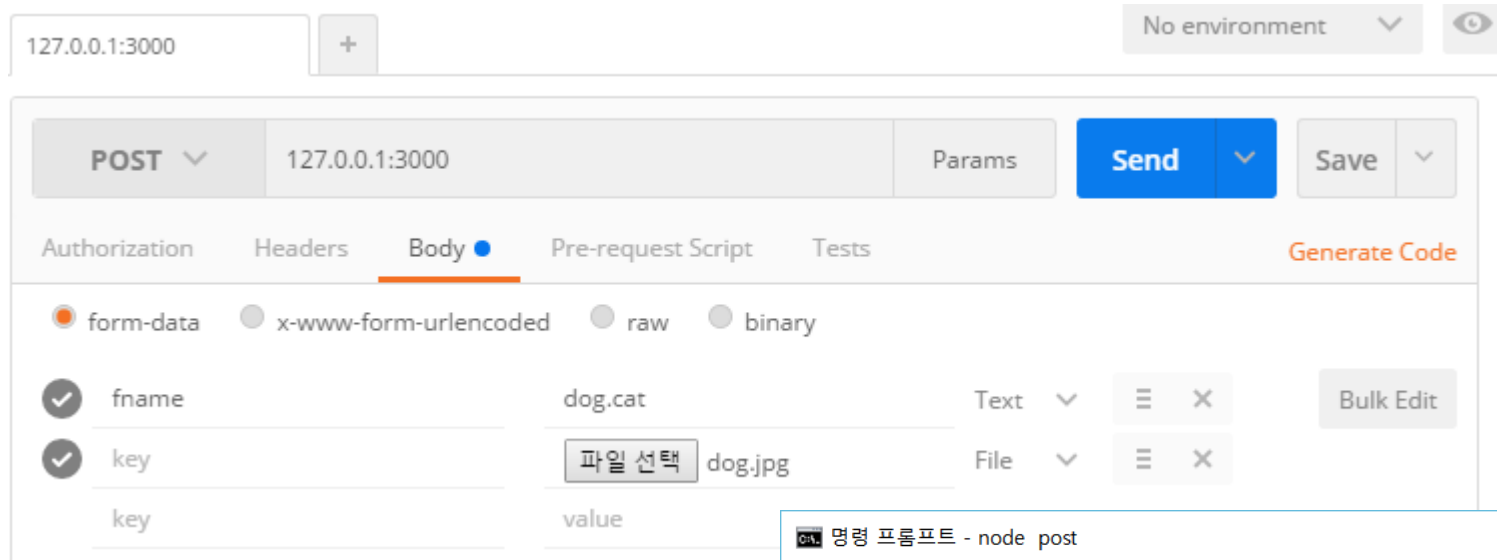 No environment
127.0.0.1:3000 +
POST 127.0.0.1:3000 Params Send Save
Authorization Headers Body Pre-request Script Tests Generate Code
form-data x-www-form-urlencoded raw binary
fname dog.cat Text Bulk Edit
key 파일 선택 dog.jpg File
key value
명령 프롬프트 - node post